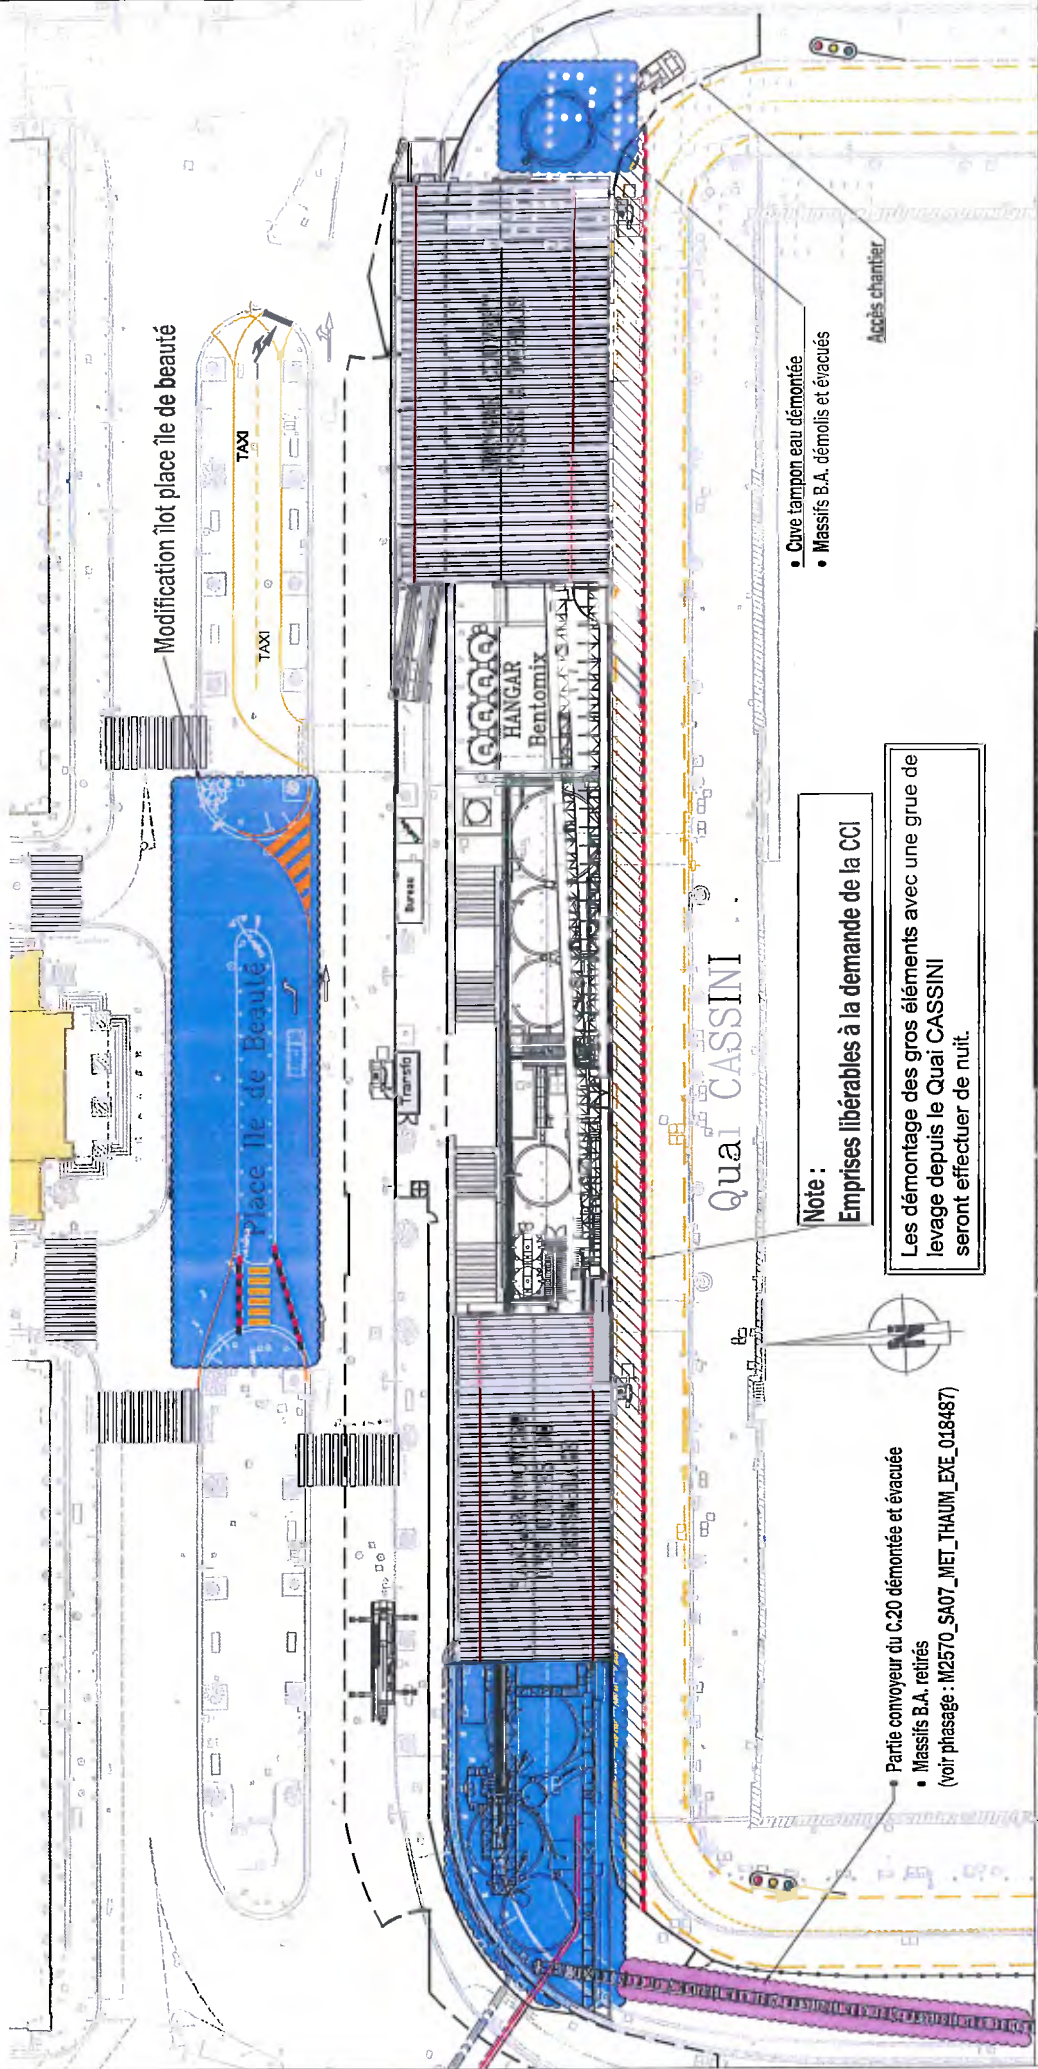 Modification îlot place île de beauté
TAXI
TAXI
Place Ile de Beauté
Bureau
Transfo
HANGAR
Bentomix
• Cuve tampon eau démontée
• Massifs B.A. démolis et évacués
Accès chantier
Quai CASSINI
Note :
Emprises libérables à la demande de la CCI
Les démontage des gros éléments avec une grue de
levage depuis le Quai CASSINI
seront effectuer de nuit.
N
• Partie convoyeur du C.20 démontée et évacuée
• Massifs B.A. retirés
(voir phasage : M2570_SA07_MET_THAUM_EXE_018487)